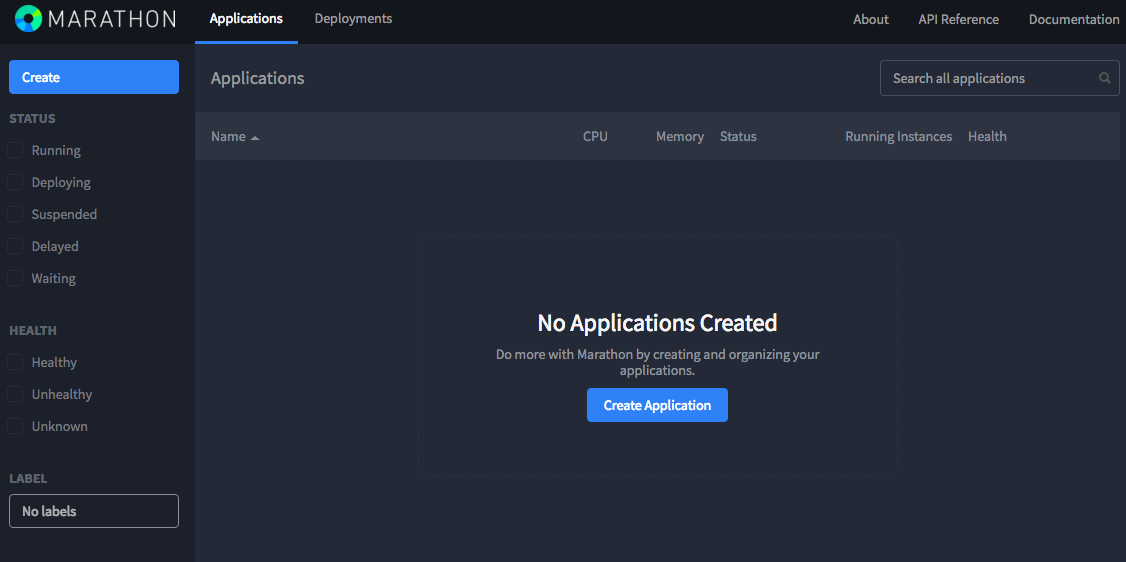 MARATHON
Applications
Deployments
About
API Reference
Documentation
Create
STATUS
Running
Deploying
Suspended
Delayed
Waiting
HEALTH
Healthy
Unhealthy
Unknown
LABEL
No labels
Applications
Search all applications
Name
CPU
Memory
Status
Running Instances
Health
No Applications Created
Do more with Marathon by creating and organizing your
applications.
Create Application